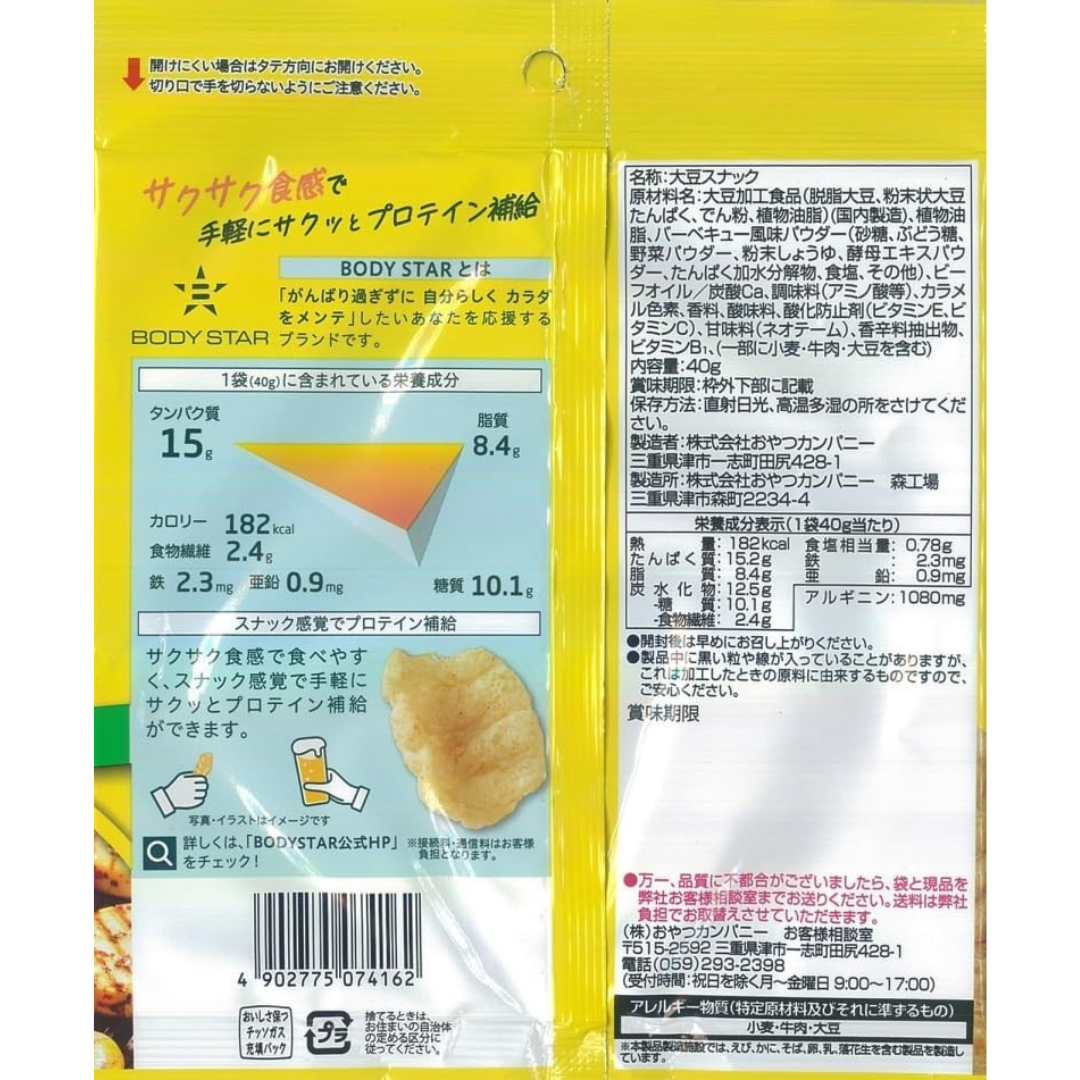 開けにくい場合はタテ方向にお開けください。
切り口で手を切らないようにご注意ください。
サクサク食感で
手軽にサクッとプロテイン補給
BODY STARとは
「がんばり過ぎずに 自分らしく カラダ
をメンテ」したいあなたを応援する
ブランドです。
BODY STAR
1袋(40g)に含まれている栄養成分
タンパク質
15g
脂質
8.4g
カロリー 182kcal
食物繊維 2.4g
鉄 2.3mg 亜鉛 0.9mg
糖質 10.1g
スナック感覚でプロテイン補給
サクサク食感で食べやす
く、スナック感覚で手軽に
サクッとプロテイン補給
ができます。
写真・イラストはイメージです
詳しくは、「BODYSTAR公式HP」
をチェック!
※接続料・通信料はお客様
負担となります。
4 902775 074162
おいしさ保つ
チッソガス
充填パック
プラ
捨てるときは、
お住まいの自治体
の定める区分に
従ってください。
名称:大豆スナック
原材料名:大豆加工食品(脱脂大豆、粉末状大豆
たんぱく、でん粉、植物油脂)(国内製造)、植物油
脂、バーベキュー風味パウダー(砂糖、ぶどう糖、
野菜パウダー、粉末しょうゆ、酵母エキスパウ
ダー、たんぱく加水分解物、食塩、その他)、ビー
フオイル/炭酸Ca、調味料(アミノ酸等)、カラメ
ル色素、香料、酸味料、酸化防止剤(ビタミンE、ビ
タミンC)、甘味料(ネオテーム)、香辛料抽出物、
ビタミンB₁、(一部に小麦・牛肉・大豆を含む)
内容量:40g
賞味期限:枠外下部に記載
保存方法:直射日光、高温多湿の所をさけてくだ
さい。
製造者:株式会社おやつカンパニー
三重県津市一志町田尻428-1
製造所:株式会社おやつカンパニー 森工場
三重県津市森町2234-4
栄養成分表示(1袋40g当たり)
熱量:182kcal 食塩相当量:0.78g
たんぱく質:15.2g 鉄:2.3mg
脂質:8.4g 亜鉛:0.9mg
炭水化物:12.5g
-糖質:10.1g アルギニン:1080mg
-食物繊維:2.4g
●開封後は早めにお召し上がりください。
●製品中に黒い粒や線が入っていることがありますが、
これは加工したときの原料に由来するものですので、
ご安心ください。
賞味期限
●万一、品質に不都合がございましたら、袋と現品を
弊社お客様相談室までお送りください。送料は弊社
負担でお取替えさせていただきます。
(株)おやつカンパニー お客様相談室
〒515-2592 三重県津市一志町田尻428-1
電話(059)293-2398
(受付時間:祝日を除く月〜金曜日 9:00〜17:00)
アレルギー物質(特定原材料及びそれに準ずるもの)
小麦・牛肉・大豆
※本製品製造施設では、えび、かに、そば、卵、乳、落花生を含む製品を製造し
ています。